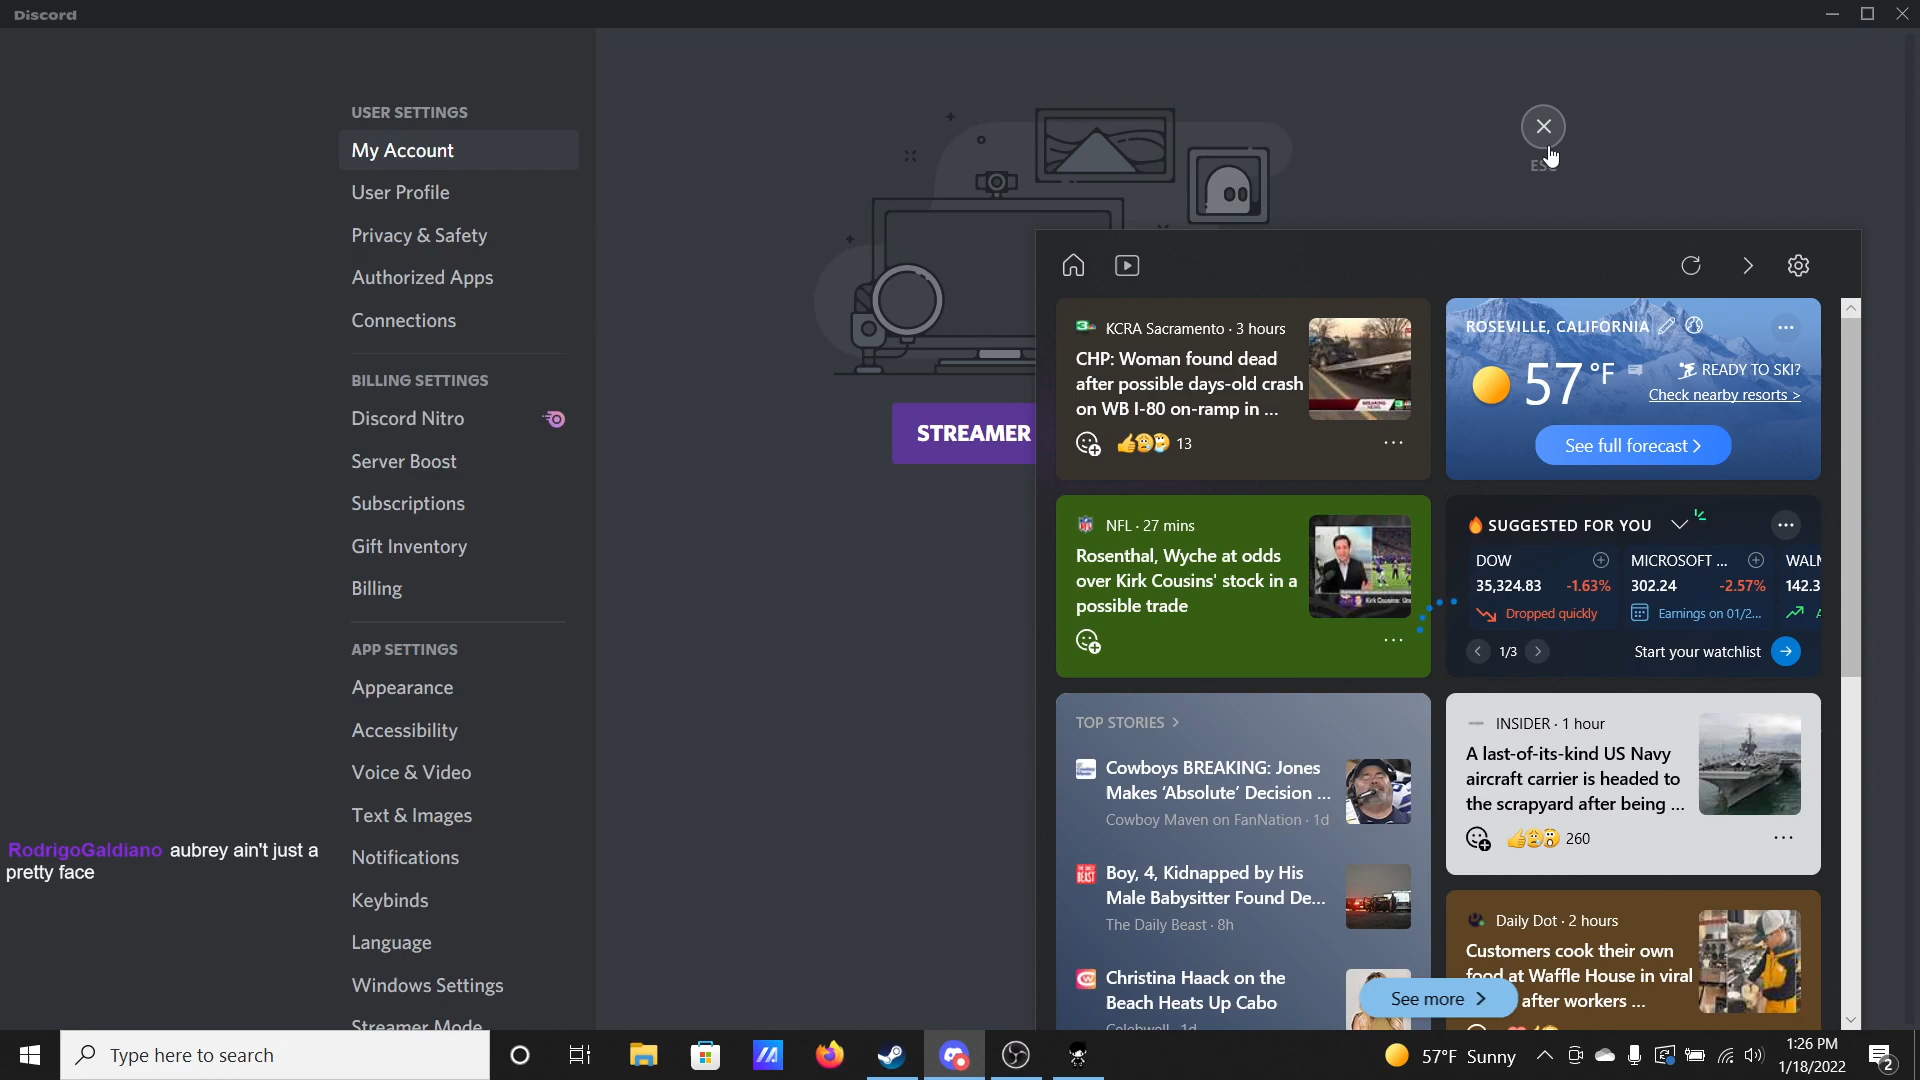 Discord
USER SETTINGS
My Account
User Profile
Privacy & Safety
Authorized Apps
Connections
BILLING SETTINGS
Discord Nitro
Server Boost
Subscriptions
Gift Inventory
Billing
APP SETTINGS
Appearance
Accessibility
Voice & Video
Text & Images
Notifications
Keybinds
Language
Windows Settings
Streamer Mode
RodrigoGaldiano aubrey ain't just a
pretty face
ESC
STREAMER
KCRA Sacramento · 3 hours
CHP: Woman found dead
after possible days-old crash
on WB I-80 on-ramp in ...
13
ROSEVILLE, CALIFORNIA
57 °F
READY TO SKI?
Check nearby resorts >
See full forecast >
NFL · 27 mins
Rosenthal, Wyche at odds
over Kirk Cousins' stock in a
possible trade
SUGGESTED FOR YOU
DOW
35,324.83 -1.63%
Dropped quickly
MICROSOFT ...
302.24 -2.57%
Earnings on 01/2...
142.3
1/3
Start your watchlist
TOP STORIES >
Cowboys BREAKING: Jones
Makes ‘Absolute’ Decision ...
Cowboy Maven on FanNation · 1d
Boy, 4, Kidnapped by His
Male Babysitter Found De...
The Daily Beast · 8h
Christina Haack on the
Beach Heats Up Cabo
INSIDER · 1 hour
A last-of-its-kind US Navy
aircraft carrier is headed to
the scrapyard after being ...
260
Daily Dot · 2 hours
Customers cook their own
food at Waffle House in viral
after workers ...
See more >
Type here to search
57°F Sunny
1:26 PM
1/18/2022
2